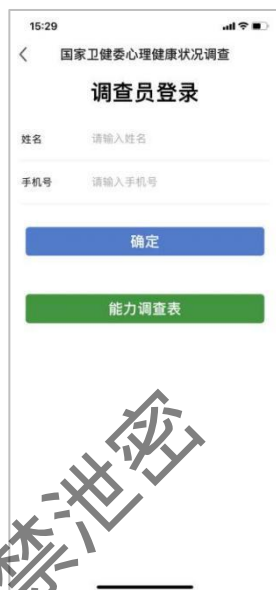 15:29
国家卫健委心理健康状况调查
调查员登录
姓名 请输入姓名
手机号 请输入手机号
确定
能力调查表
禁泄密